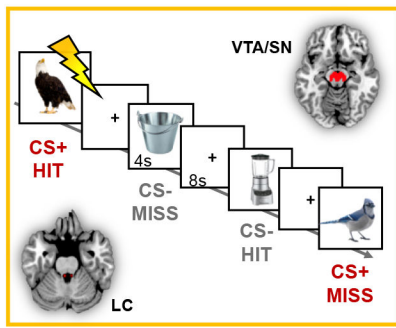 VTA/SN
+
CS+
HIT
4s
+
CS-
MISS
8s
+
CS-
HIT
CS+
MISS
LC